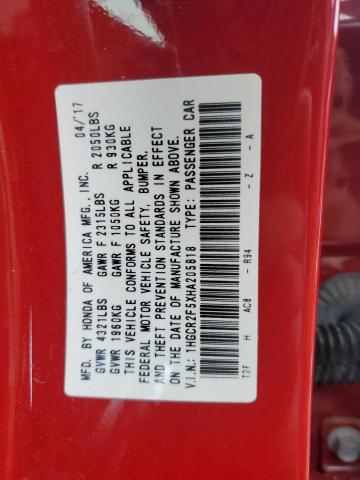 04/'17
MFD. BY HONDA OF AMERICA MFG.,INC.
GVWR 4321LBS GAWR F 2315LBS R 2050LBS
GVWR 1960KG GAWR F 1050KG R 930KG
THIS VEHICLE CONFORMS TO ALL APPLICABLE
FEDERAL MOTOR VEHICLE SAFETY, BUMPER,
AND THEFT PREVENTION STANDARDS IN EFFECT
ON THE DATE OF MANUFACTURE SHOWN ABOVE.
V.I.N: 1HGCR2F5XHA205818 TYPE: PASSENGER CAR
T2F H AC8 - R94 - Z - A